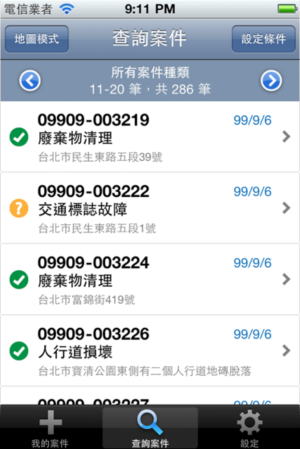 電信業者 9:11 PM
地圖模式 查詢案件 設定條件
所有案件種類
11-20 筆，共 286 筆
09909-003219 99/9/6
廢棄物清理
台北市民生東路五段39號
09909-003222 99/9/6
交通標誌故障
台北市民生東路五段1號
09909-003224 99/9/6
廢棄物清理
台北市富錦街419號
09909-003226 99/9/6
人行道損壞
台北市寶清公園東側有二個人行道地磚脫落
09909-003227 99/9/6
我的案件 查詢案件 設定